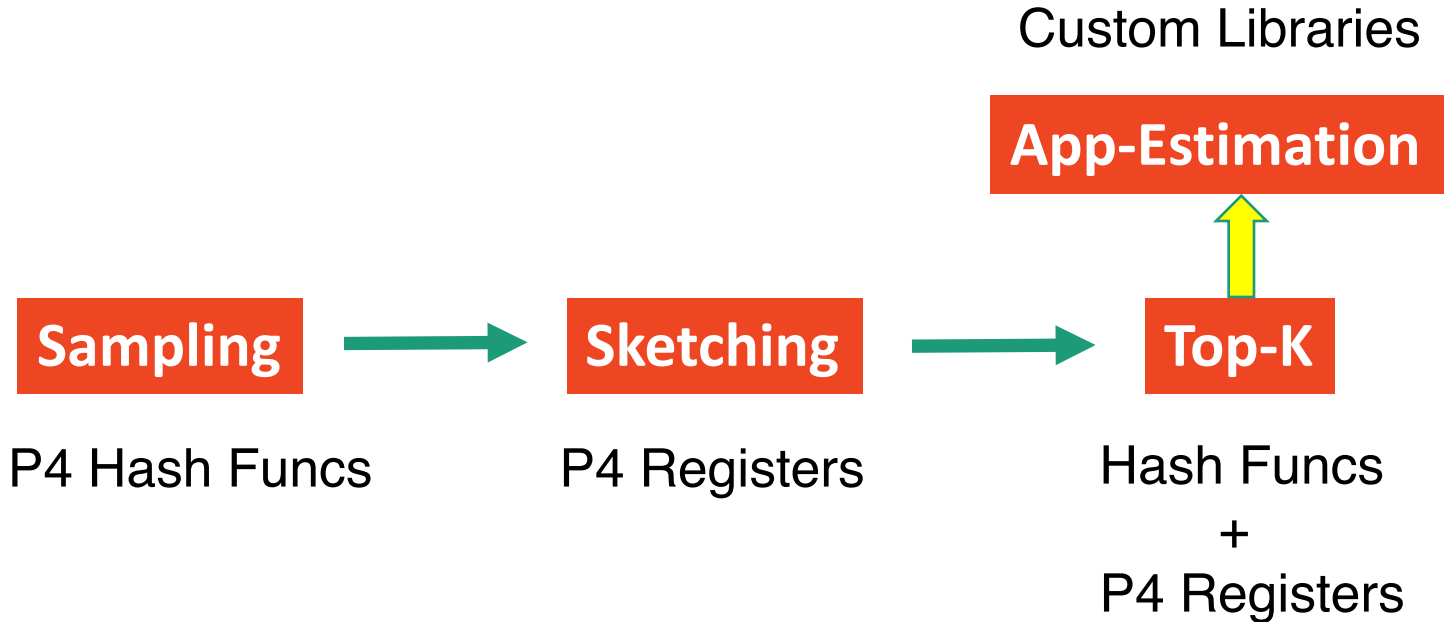 Custom Libraries
App-Estimation
Sampling
Sketching
Top-K
P4 Hash Funcs
P4 Registers
Hash Funcs
+
P4 Registers